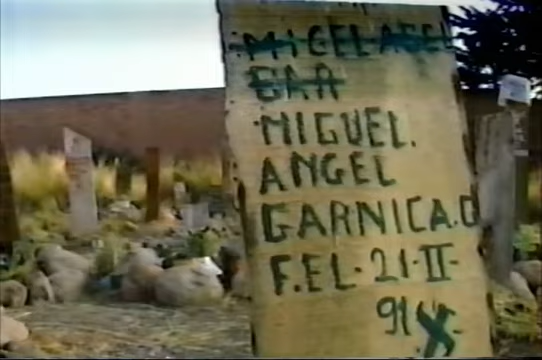 MIGEL AGEL
GAR
MIGUEL.
ANGEL
GARNICA.O
F.EL. 21-II-
91 X